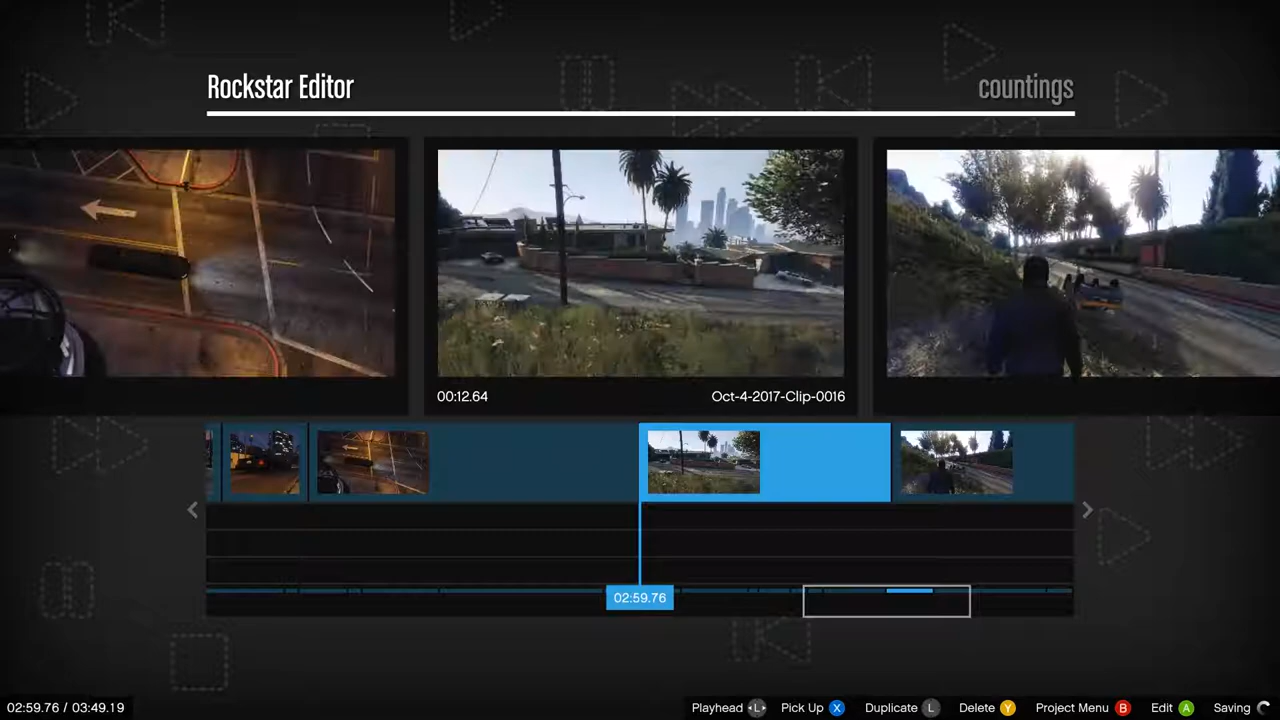 Rockstar Editor
countings
00:12.64
Oct-4-2017-Clip-0016
02:59.76
02:59.76 / 03:49.19
Playhead L Pick Up X Duplicate L Delete Y Project Menu B Edit A Saving